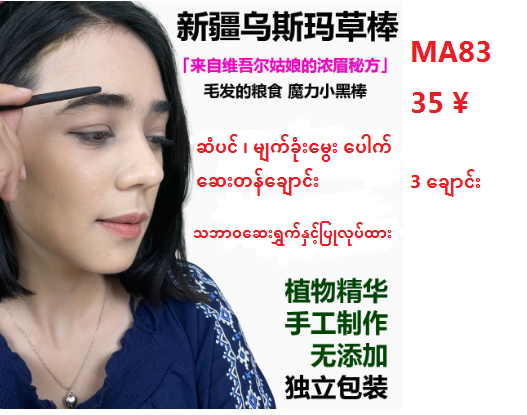 新疆乌斯玛草棒
「来自维吾尔姑娘的浓眉秘方」
毛发的粮食 魔力小黑棒
MA83
35 ¥
ဆံပင် ၊ မျက်ခုံးမွေး ပေါက်
ဆေးတန်ချောင်း
3 ချောင်း
သဘာဝဆေးရွှက်နှင့်ပြုလုပ်ထား
植物精华
手工制作
无添加
独立包装